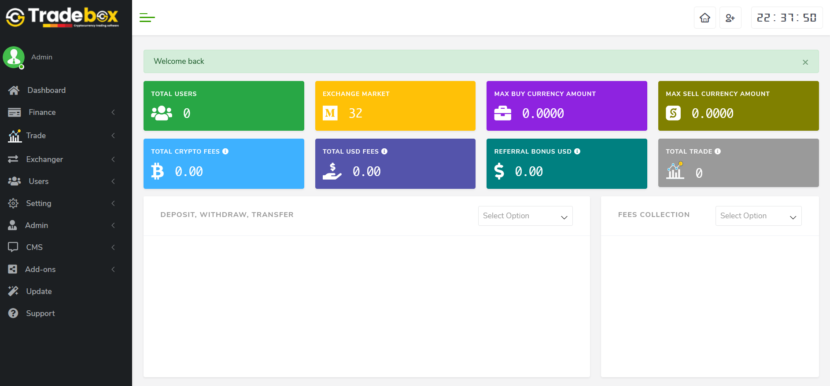 Tradebox
Cryptocurrency trading software
22:37:50
Admin
Welcome back
×
Dashboard
Finance
Trade
Exchanger
Users
Setting
Admin
CMS
Add-ons
Update
Support
TOTAL USERS
0
EXCHANGE MARKET
32
MAX BUY CURRENCY AMOUNT
0.0000
MAX SELL CURRENCY AMOUNT
0.0000
TOTAL CRYPTO FEES
0.00
TOTAL USD FEES
0.00
REFERRAL BONUS USD
0.00
TOTAL TRADE
0
DEPOSIT, WITHDRAW, TRANSFER
Select Option
FEES COLLECTION
Select Option